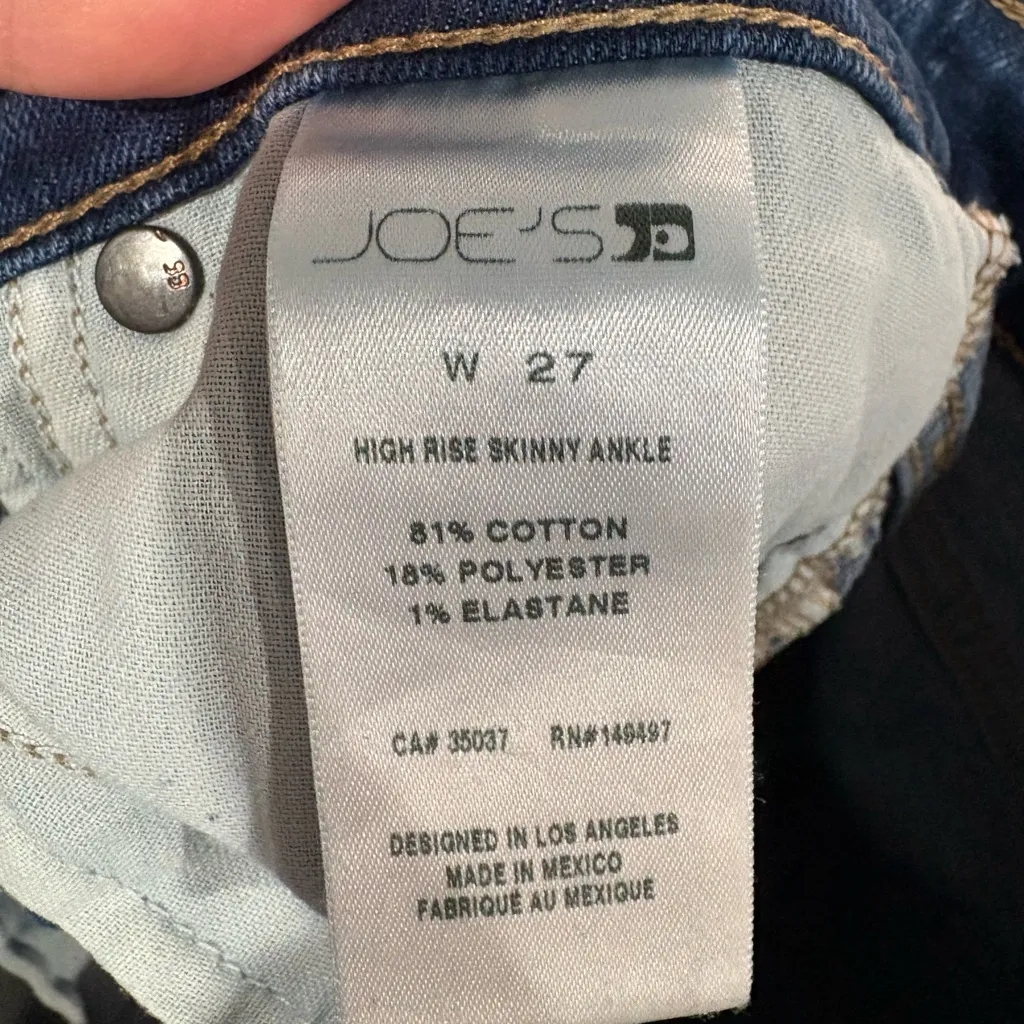 JOE'S
W 27
HIGH RISE SKINNY ANKLE
81% COTTON
18% POLYESTER
1% ELASTANE
CA# 35037 RN#149497
DESIGNED IN LOS ANGELES
MADE IN MEXICO
FABRIQUÉ AU MEXIQUE